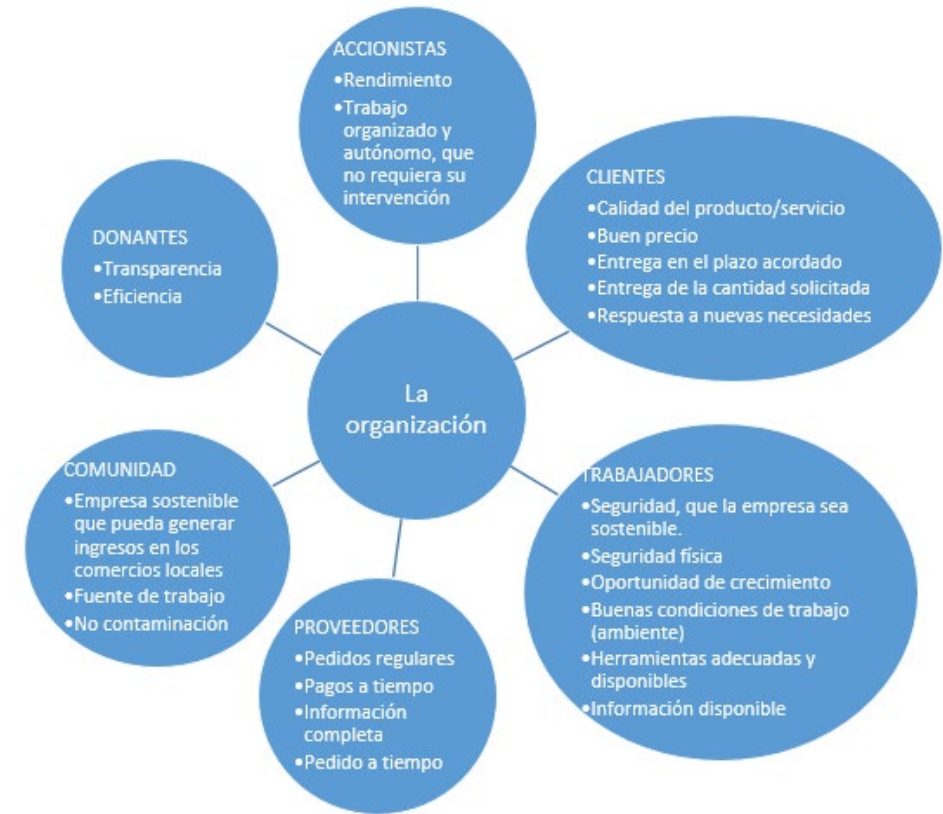 ACCIONISTAS
•Rendimiento
•Trabajo
organizado y
autónomo, que
no requiera su
intervención
CLIENTES
•Calidad del producto/servicio
•Buen precio
•Entrega en el plazo acordado
•Entrega de la cantidad solicitada
•Respuesta a nuevas necesidades
TRABAJADORES
•Seguridad, que la empresa sea
sostenible.
•Seguridad física
•Oportunidad de crecimiento
•Buenas condiciones de trabajo
(ambiente)
•Herramientas adecuadas y
disponibles
•Información disponible
PROVEEDORES
•Pedidos regulares
•Pagos a tiempo
•Información
completa
•Pedido a tiempo
COMUNIDAD
•Empresa sostenible
que pueda generar
ingresos en los
comercios locales
•Fuente de trabajo
•No contaminación
DONANTES
•Transparencia
•Eficiencia
La
organización